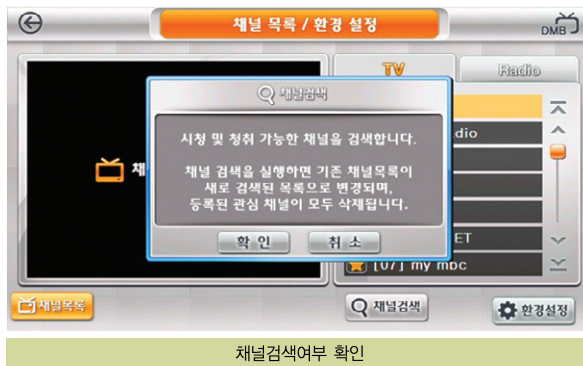 채널 목록 / 환경 설정
DMB
TV
Radio
채널검색
시청 및 청취 가능한 채널을 검색합니다.
채널 검색을 실행하면 기존 채널목록이
새로 검색된 목록으로 변경되며,
등록된 관심 채널이 모두 삭제됩니다.
확인
취소
채
dio
ET
[07] my mbc
채널목록
채널검색
환경설정
채널검색여부 확인